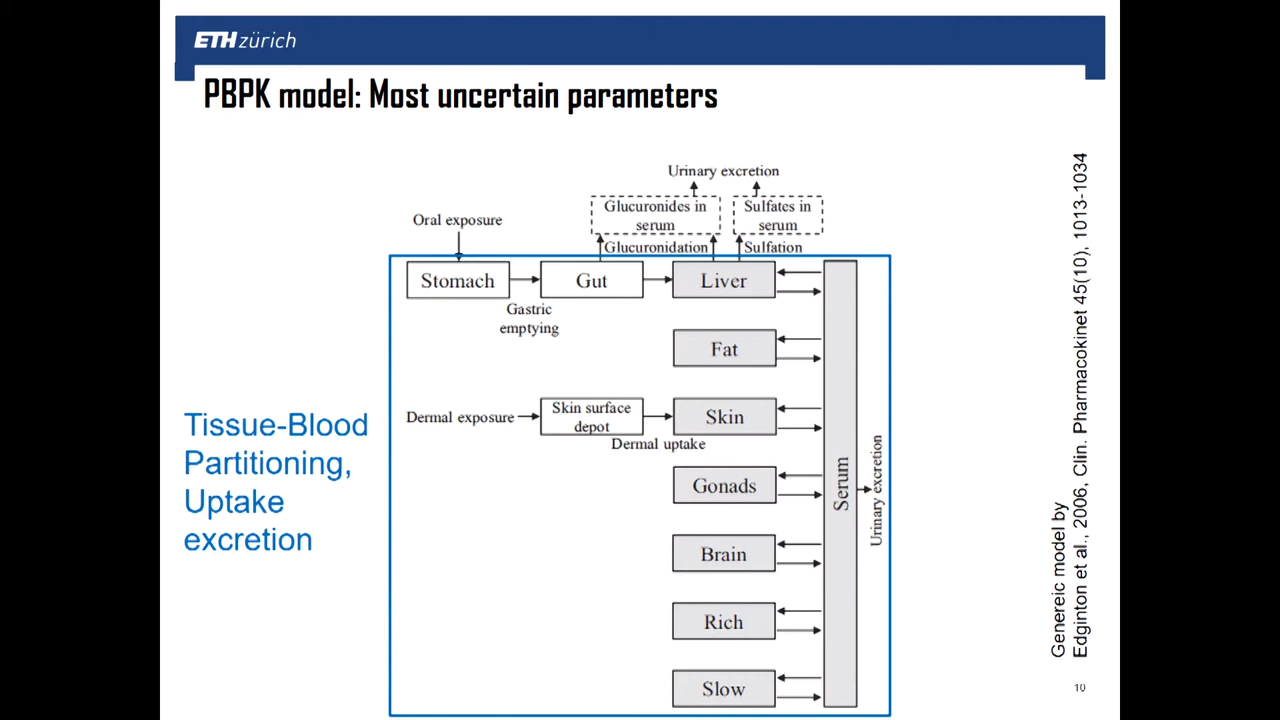 ETH zürich
PBPK model: Most uncertain parameters
Urinary excretion
Glucuronides in
serum
Sulfates in
serum
Oral exposure
Glucuronidation
Sulfation
Stomach
Gut
Liver
Gastric
emptying
Fat
Dermal exposure
Skin surface
depot
Skin
Dermal uptake
Gonads
Brain
Rich
Slow
Serum
Urinary excretion
Tissue-Blood
Partitioning,
Uptake
excretion
Genereic model by
Edginton et al., 2006, Clin. Pharmacokinet 45(10), 1013-1034
10